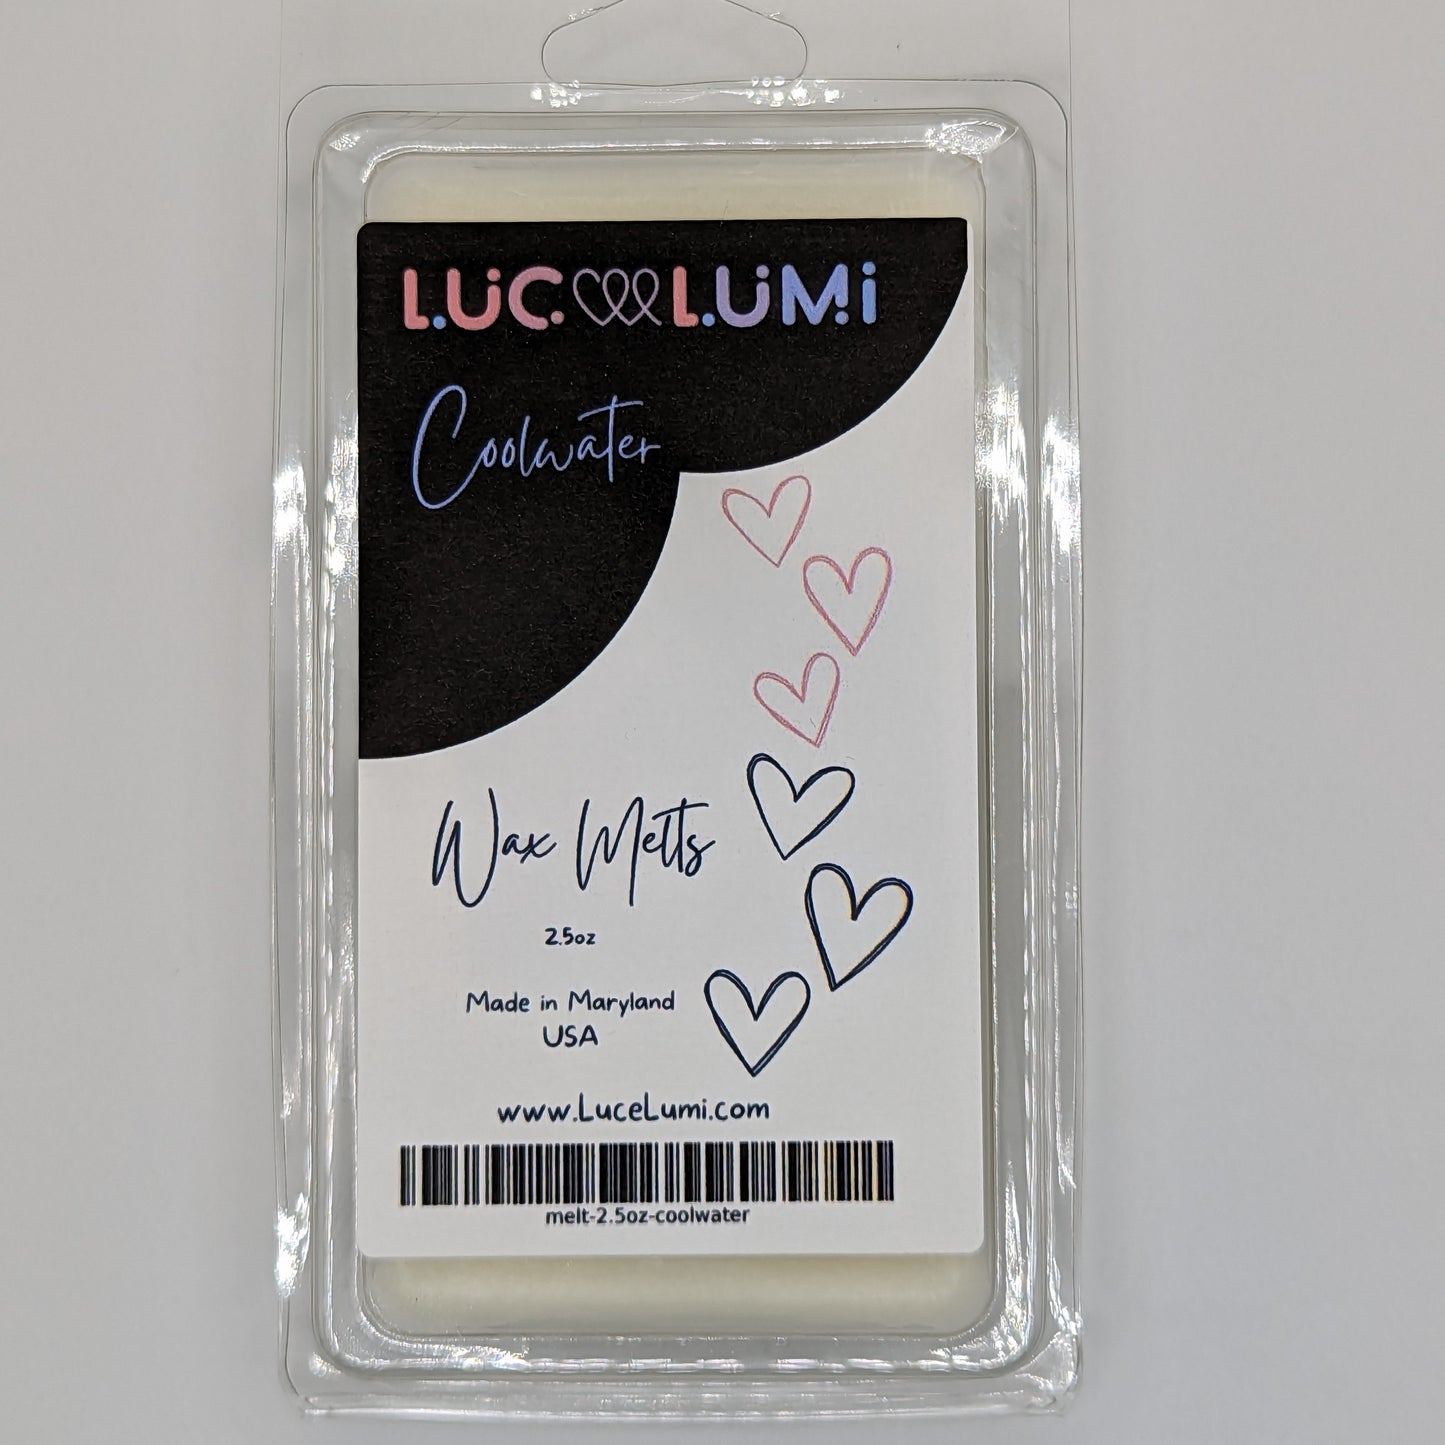 LUC LUMi
Coolwater
Wax Melts
2.5oz
Made in Maryland
USA
www.LuceLumi.com
melt-2.5oz-coolwater